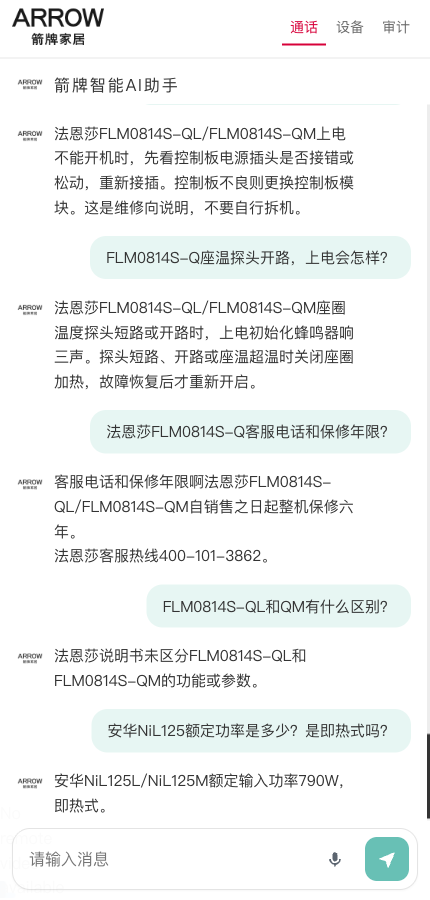 ARROW
箭牌家居
通话 设备 审计
ARROW
箭牌家居
箭牌智能AI助手
ARROW
箭牌家居
法恩莎FLM0814S-QL/FLM0814S-QM上电
不能开机时，先看控制板电源插头是否接错或
松动，重新接插。控制板不良则更换控制板模
块。这是维修向说明，不要自行拆机。
FLM0814S-Q座温探头开路，上电会怎样？
ARROW
箭牌家居
法恩莎FLM0814S-QL/FLM0814S-QM座圈
温度探头短路或开路时，上电初始化蜂鸣器响
三声。探头短路、开路或座温超温时关闭座圈
加热，故障恢复后才重新开启。
法恩莎FLM0814S-Q客服电话和保修年限？
ARROW
箭牌家居
客服电话和保修年限啊法恩莎FLM0814S-
QL/FLM0814S-QM自销售之日起整机保修六
年。
法恩莎客服热线400-101-3862。
FLM0814S-QL和QM有什么区别？
ARROW
箭牌家居
法恩莎说明书未区分FLM0814S-QL和
FLM0814S-QM的功能或参数。
安华NiL125额定功率是多少？是即热式吗？
ARROW
箭牌家居
安华NiL125L/NiL125M额定输入功率790W，
即热式。
请输入消息